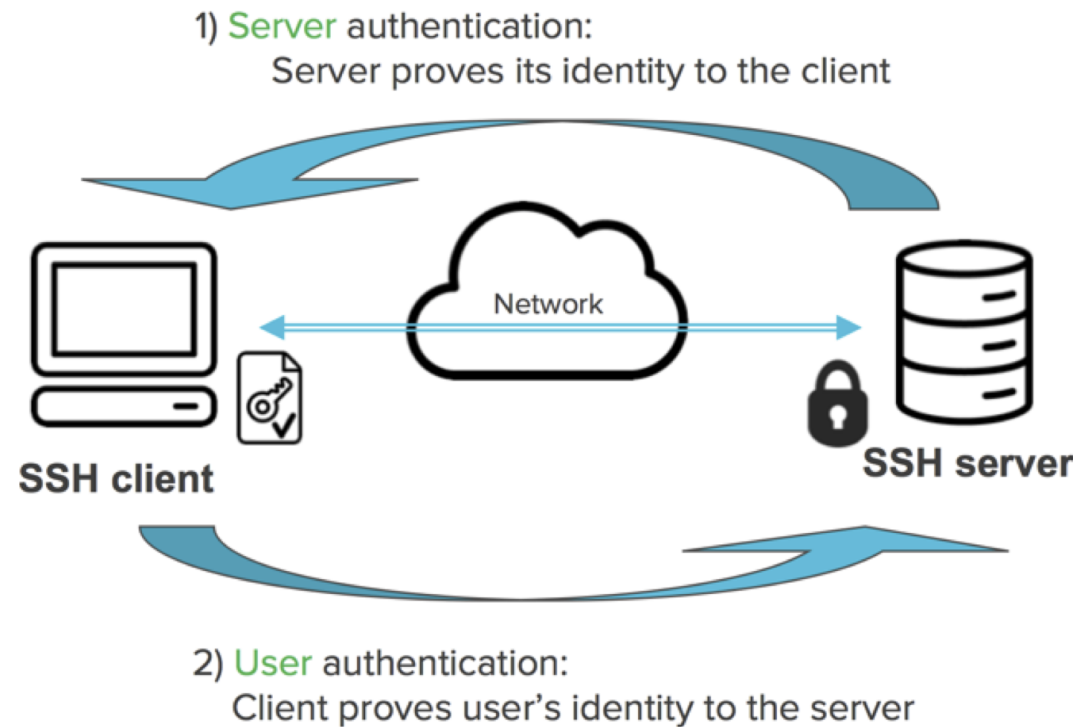 1) Server authentication:
Server proves its identity to the client
Network
SSH client
SSH server
2) User authentication:
Client proves user's identity to the server